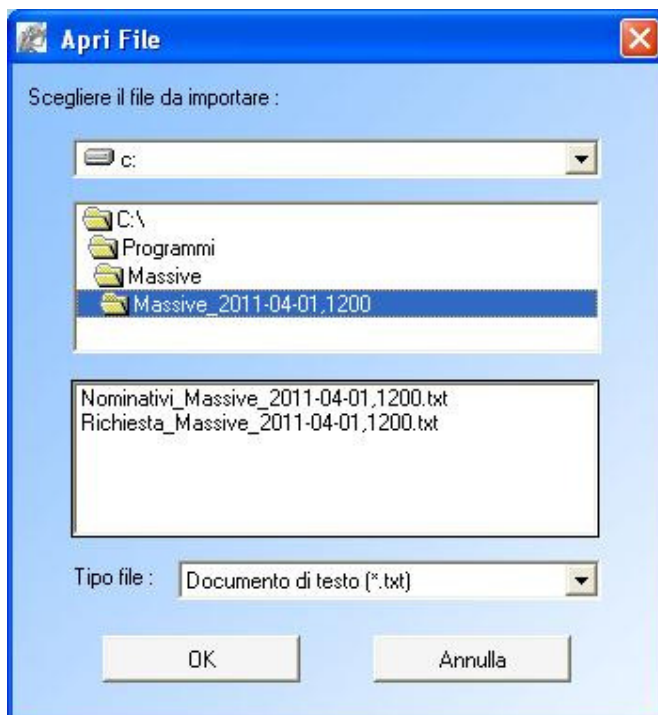 Apri File
Scegliere il file da importare :
c:
C:\
Programmi
Massive
Massive_2011-04-01,1200
Nominativi_Massive_2011-04-01,1200.txt
Richiesta_Massive_2011-04-01,1200.txt
Tipo file : Documento di testo (*.txt)
OK Annulla